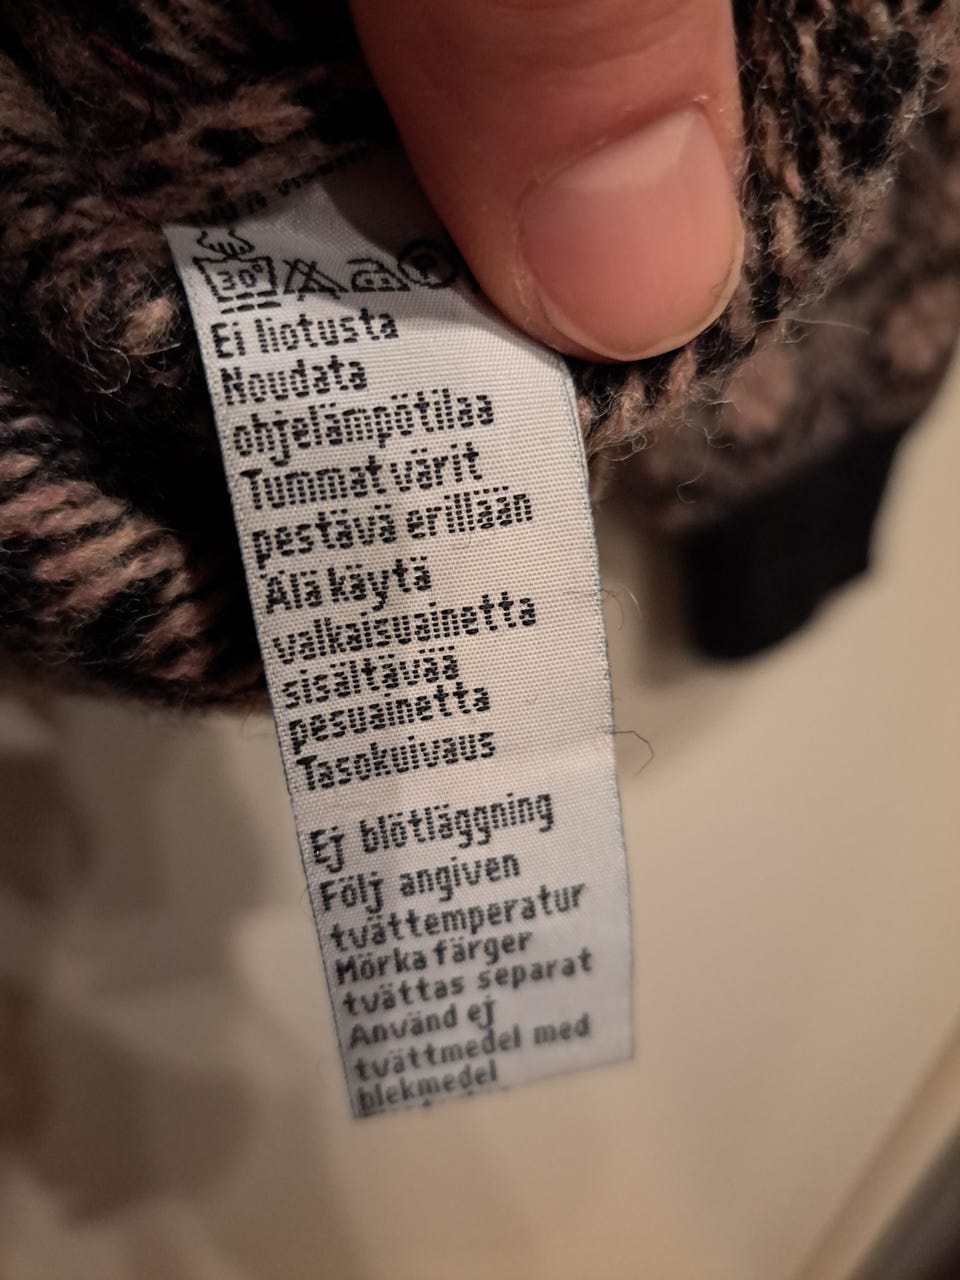 30°
P
Ei liotusta
Noudata
ohjelämpötilaa
Tummat värit
pestävä erillään
Älä käytä
valkaisuainetta
sisältävää
pesuainetta
Tasokuivaus
Ej blötläggning
Följ angiven
tvättemperatur
Mörka färger
tvättas separat
Använd ej
tvättmedel med
blekmedel